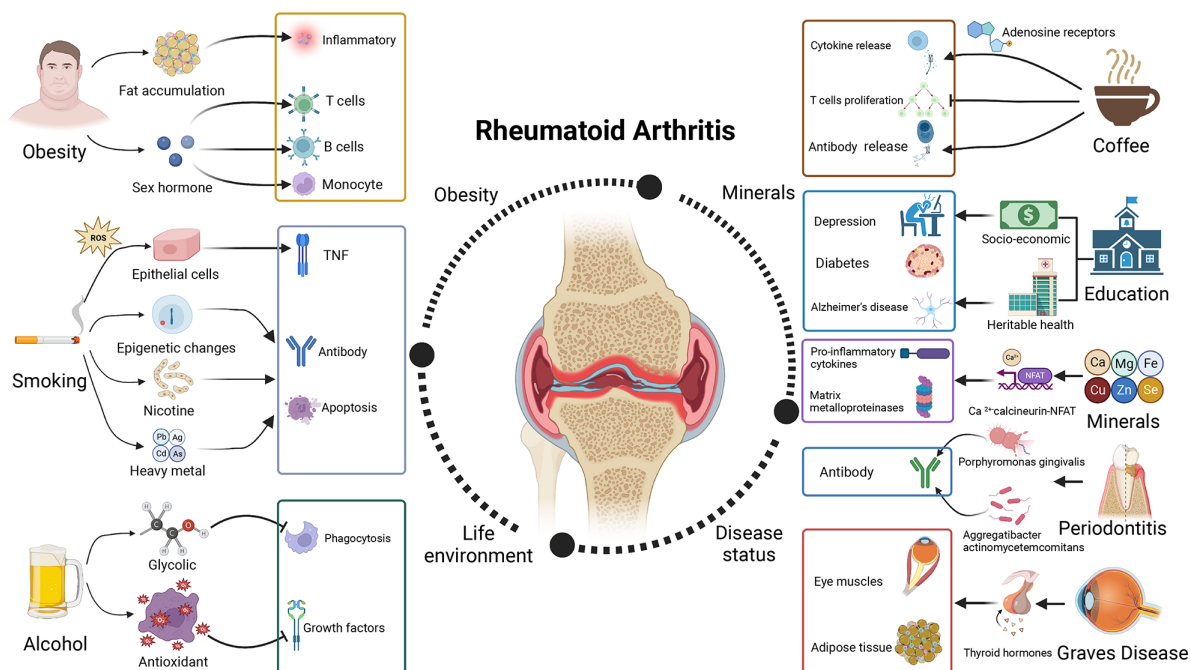 Rheumatoid Arthritis
Obesity
Minerals
Life
environment
Disease
status
Obesity
Fat accumulation
Sex hormone
Inflammatory
T cells
B cells
Monocyte
Smoking
ROS
Epithelial cells
Epigenetic changes
Nicotine
Pb Ag
Cd As
Heavy metal
TNF
Antibody
Apoptosis
Alcohol
H H
C C O H
H H
Glycolic
O₂
Antioxidant
Phagocytosis
Growth factors
Cytokine release
T cells proliferation
Antibody release
Adenosine receptors
Coffee
Depression
Diabetes
Alzheimer's disease
$
Socio-economic
Heritable health
Education
Pro-inflammatory
cytokines
Matrix
metalloproteinases
Ca²⁺
NFAT
Ca ²⁺-calcineurin-NFAT
Ca Mg Fe
Cu Zn Se
Minerals
Antibody
Porphyromonas gingivalis
Aggregatibacter
actinomycetemcomitans
Periodontitis
Eye muscles
Adipose tissue
Thyroid hormones
Graves Disease